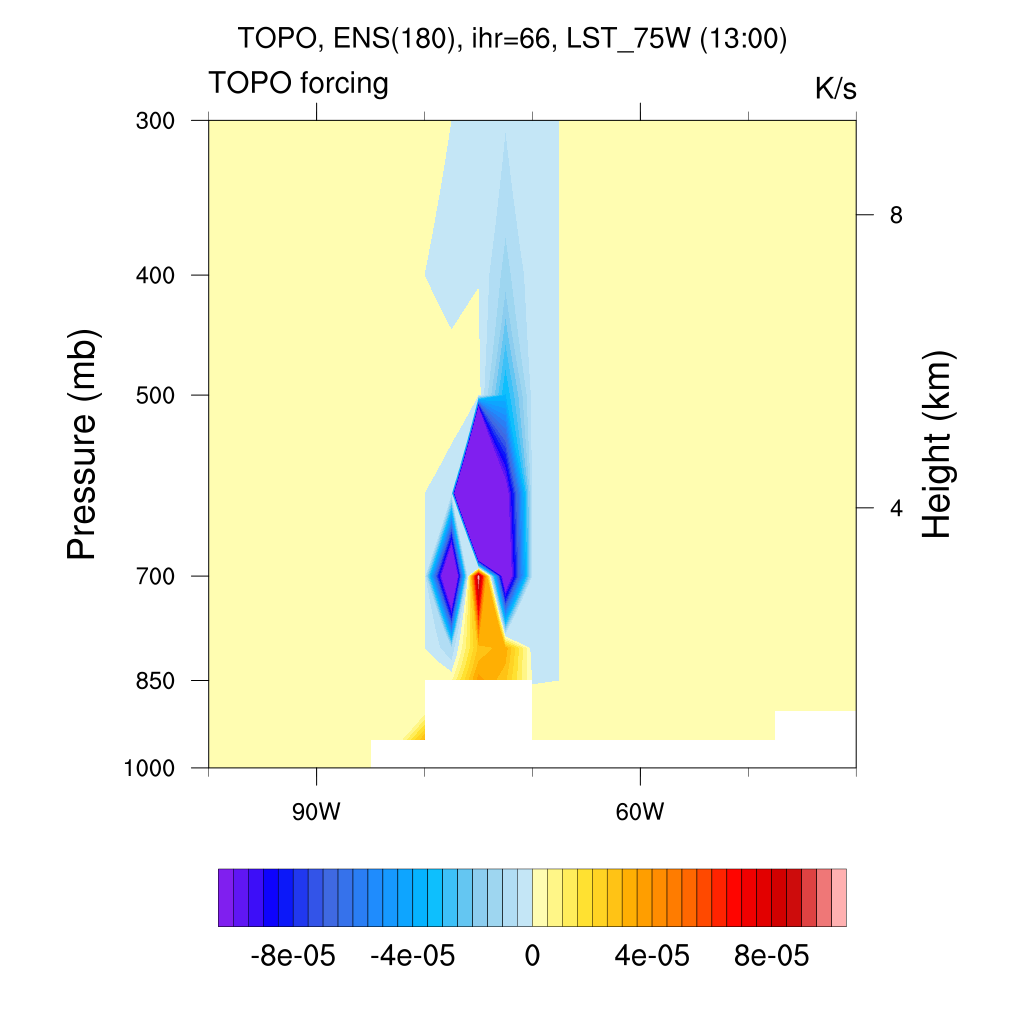 TOPO, ENS(180), ihr=66, LST_75W (13:00)
TOPO forcing
K/s
300
400
500
700
850
1000
Pressure (mb)
8
4
Height (km)
90W
60W
-8e-05
-4e-05
0
4e-05
8e-05